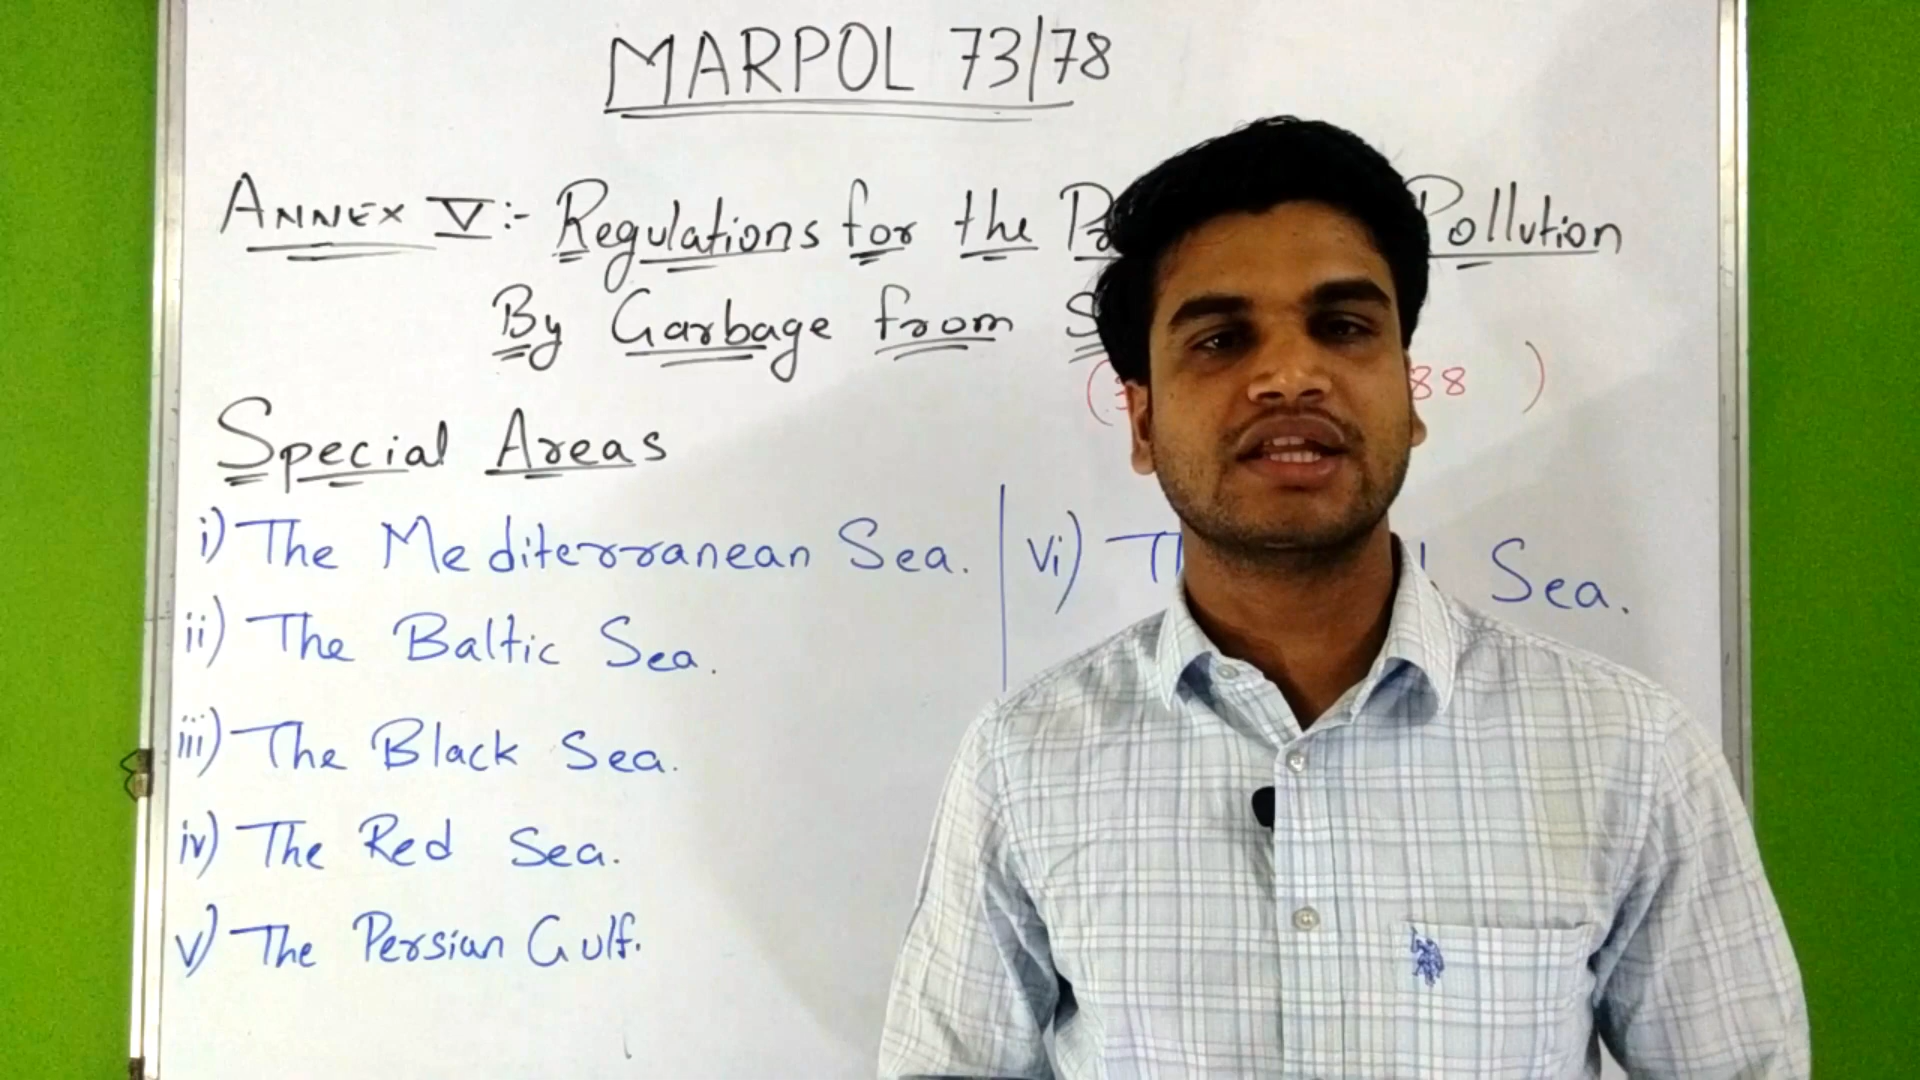 MARPOL 73/78
ANNEX V:- Regulations for the Pollution
By Garbage from
88 )
Special Areas
i) The Mediterranean Sea.
ii) The Baltic Sea.
iii) The Black Sea.
iv) The Red Sea.
v) The Persian Gulf.
vi) Sea.